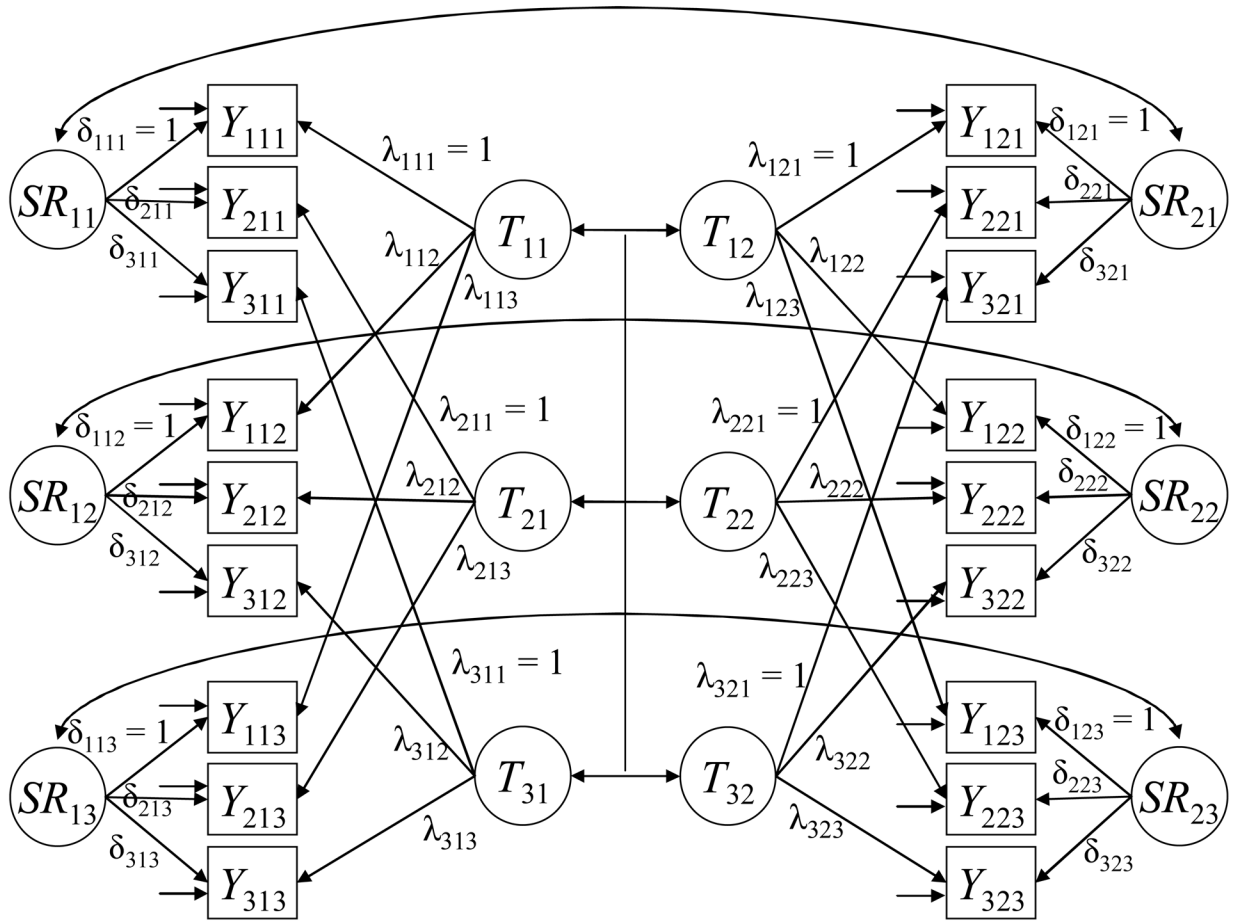 δ₁₁₁ = 1
Y₁₁₁
λ₁₁₁ = 1
λ₁₂₁ = 1
Y₁₂₁
δ₁₂₁ = 1
SR₁₁
δ₂₁₁
Y₂₁₁
Y₂₂₁
δ₂₂₁
SR₂₁
δ₃₁₁
Y₃₁₁
λ₁₁₂
λ₁₁₃
T₁₁
T₁₂
λ₁₂₂
λ₁₂₃
Y₃₂₁
δ₃₂₁
δ₁₁₂ = 1
Y₁₁₂
λ₂₁₁ = 1
λ₂₂₁ = 1
Y₁₂₂
δ₁₂₂ = 1
SR₁₂
δ₂₁₂
Y₂₁₂
λ₂₁₂
T₂₁
T₂₂
λ₂₂₂
Y₂₂₂
δ₂₂₂
SR₂₂
δ₃₁₂
Y₃₁₂
λ₂₁₃
λ₂₂₃
Y₃₂₂
δ₃₂₂
λ₃₁₁ = 1
λ₃₂₁ = 1
δ₁₁₃ = 1
Y₁₁₃
Y₁₂₃
δ₁₂₃ = 1
λ₃₁₂
λ₃₂₂
SR₁₃
δ₂₁₃
Y₂₁₃
T₃₁
T₃₂
Y₂₂₃
δ₂₂₃
SR₂₃
δ₃₁₃
Y₃₁₃
λ₃₁₃
λ₃₂₃
Y₃₂₃
δ₃₂₃